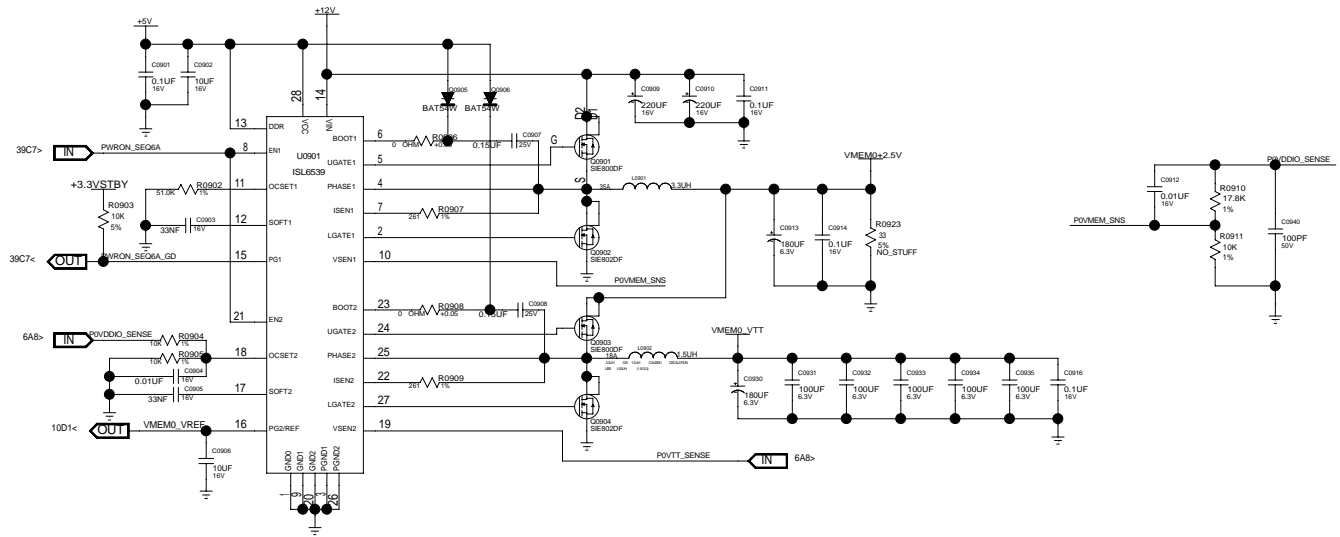 +5V
+12V
C0901
0.1UF
16V
C0902
10UF
16V
28
14
VCC
VIN
U0901
ISL6539
Q0905
BAT54W
Q0906
BAT54W
C0909
220UF
16V
C0910
220UF
16V
C0911
0.1UF
16V
39C7>
IN
PWRON_SEQ6A
+3.3VSTBY
R0903
10K
5%
51.0K
R0902
1%
33NF
C0903
16V
39C7<
OUT
PWRON_SEQ6A_GD
6A8>
IN
P0VDDIO_SENSE
10K
R0904
1%
10K
R0905
1%
0.01UF
C0904
16V
33NF
C0905
16V
10D1<
OUT
VMEM0_VREF
C0906
10UF
16V
13
DDR
8
EN1
11
OCSET1
12
SOFT1
15
PG1
21
EN2
18
OCSET2
17
SOFT2
16
PG2/REF
GND0
GND1
GND2
PGND1
PGND2
1
9
20
3
26
BOOT1
6
UGATE1
5
PHASE1
4
ISEN1
7
LGATE1
2
VSEN1
10
BOOT2
23
UGATE2
24
PHASE2
25
ISEN2
22
LGATE2
27
VSEN2
19
0 OHM
+0.05
0.15UF
C0907
25V
261
R0907
1%
G
S
Q0901
SIE800DF
Q0902
SIE802DF
35A
L0901
3.3UH
VMEM0+2.5V
C0913
180UF
6.3V
C0914
0.1UF
16V
R0923
33
5%
NO_STUFF
P0VMEM_SNS
0 OHM
R0908
+0.05
0.15UF
C0908
25V
261
R0909
1%
Q0903
SIE800DF
Q0904
SIE802DF
18A
L0902
1.5UH
VMEM0_VTT
C0930
180UF
6.3V
C0931
100UF
6.3V
C0932
100UF
6.3V
C0933
100UF
6.3V
C0934
100UF
6.3V
C0935
100UF
6.3V
C0916
0.1UF
16V
P0VTT_SENSE
IN
6A8>
P0VDDIO_SENSE
C0912
0.01UF
16V
R0910
17.8K
1%
P0VMEM_SNS
R0911
10K
1%
C0940
100PF
50V